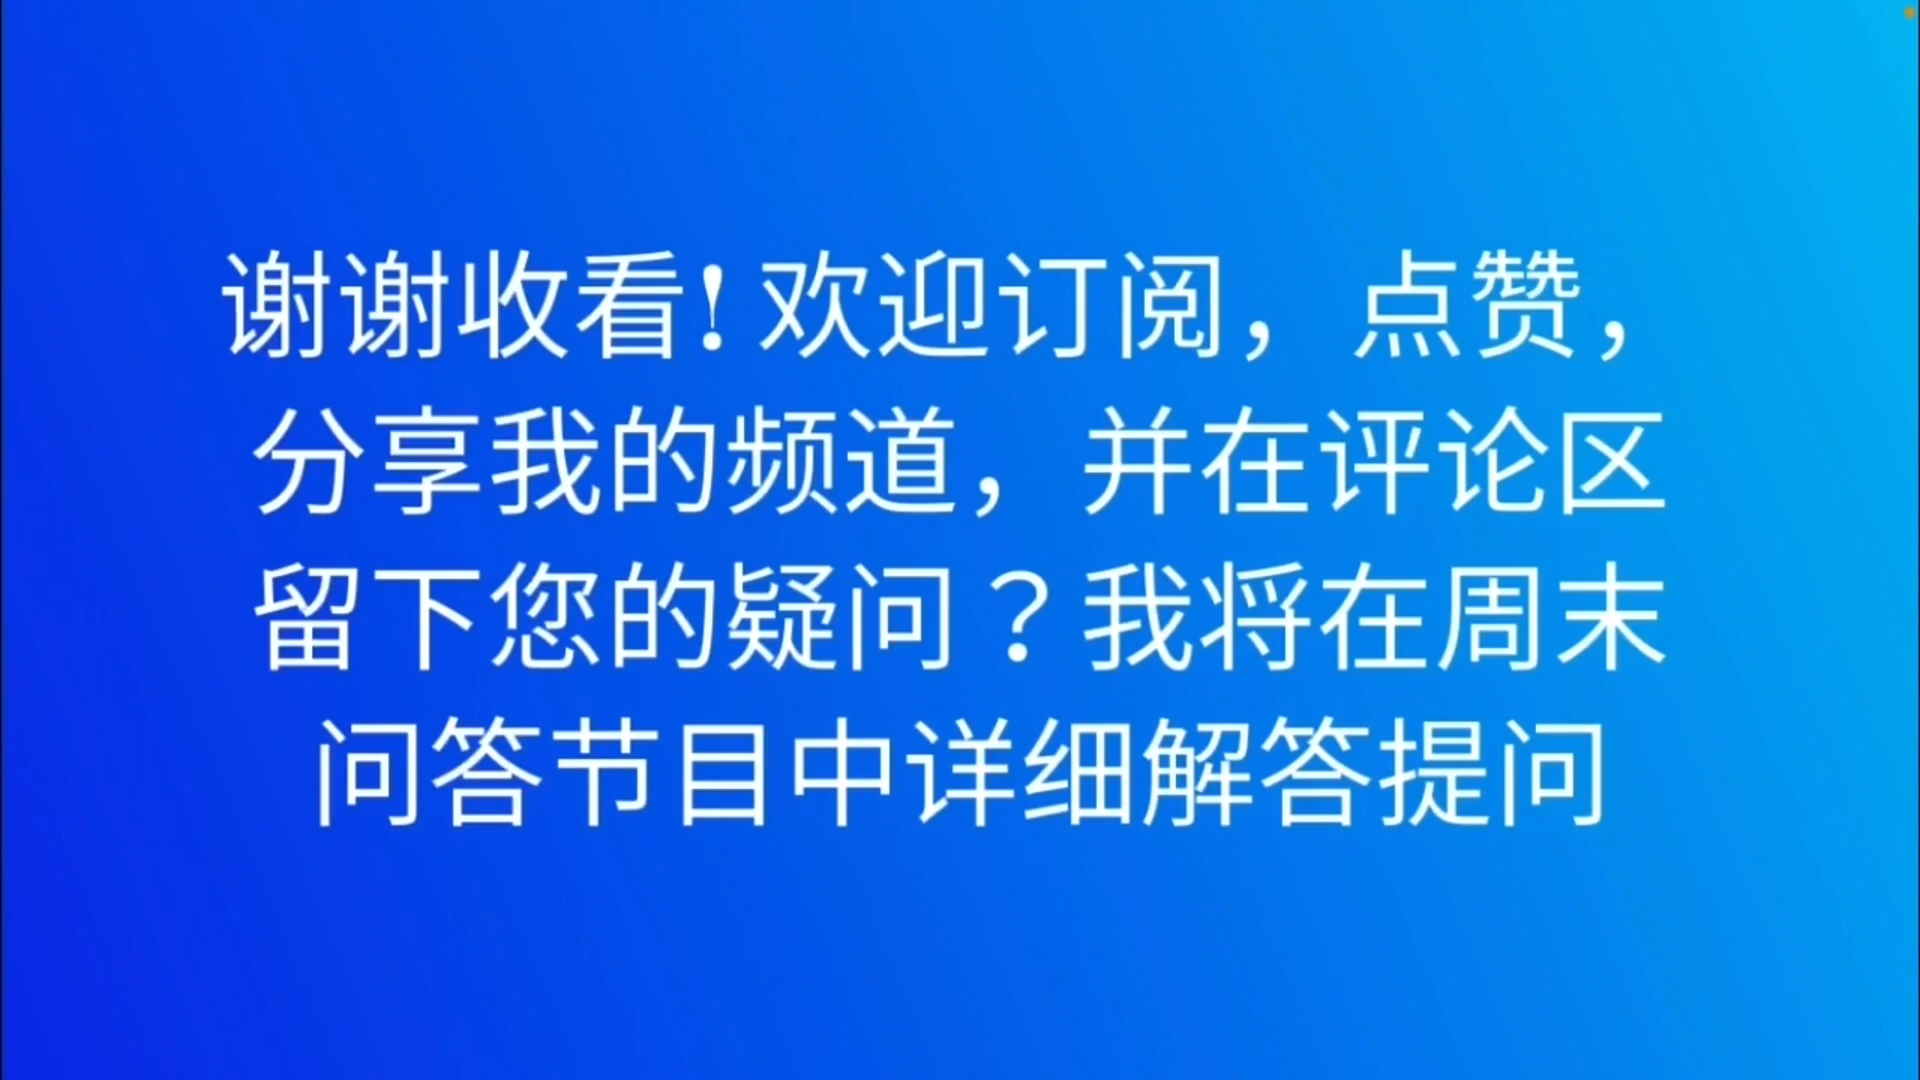 谢谢收看！欢迎订阅，点赞，
分享我的频道，并在评论区
留下您的疑问？我将在周末
问答节目中详细解答提问